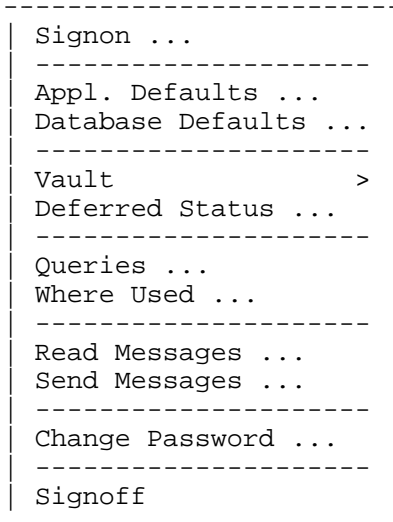 -------------------------
| Signon ...
| ---------------------
| Appl. Defaults ...
| Database Defaults ...
| ---------------------
| Vault               >
| Deferred Status ...
| ---------------------
| Queries ...
| Where Used ...
| ---------------------
| Read Messages ...
| Send Messages ...
| ---------------------
| Change Password ...
| ---------------------
| Signoff